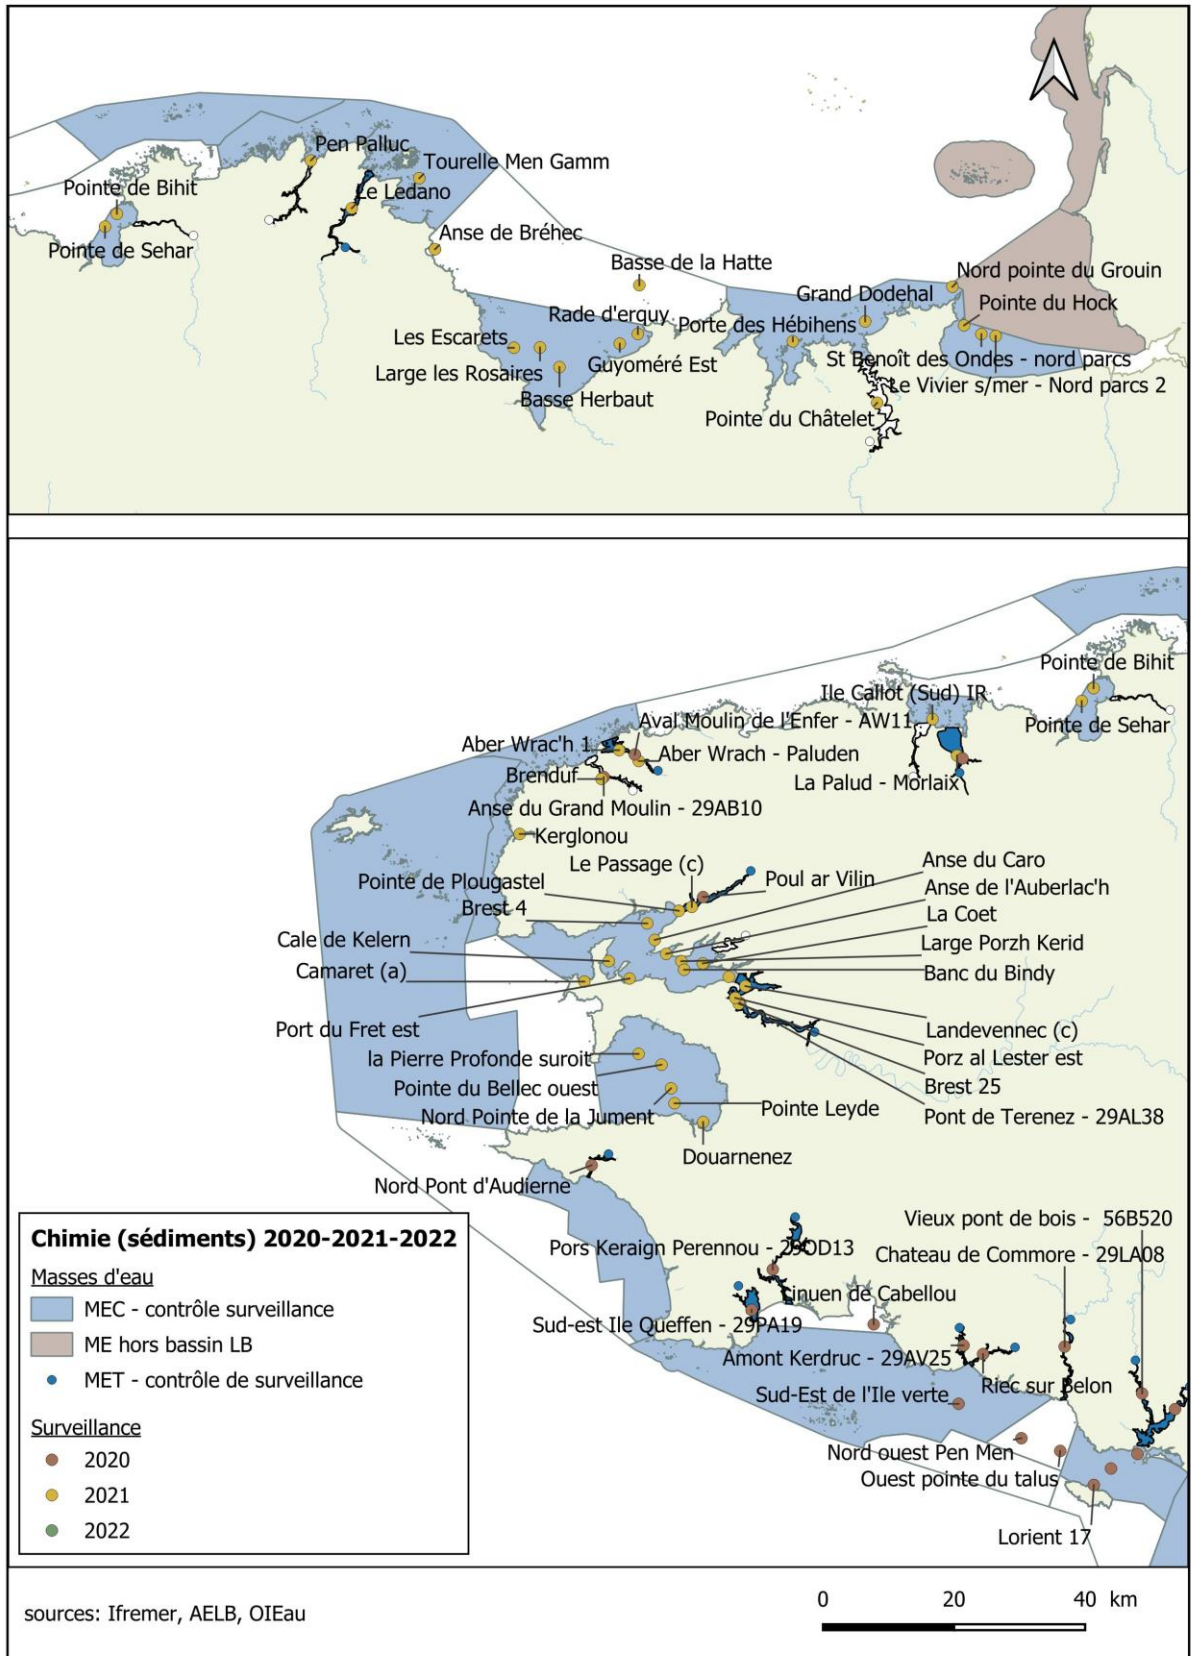 Pen Palluc
Tourelle Men Gamm
Pointe de Bihit
Le Ledano
Pointe de Sehar
Anse de Bréhec
Basse de la Hatte
Nord pointe du Grouin
Grand Dodehal
Pointe du Hock
Rade d'erquy
Porte des Hébihens
Les Escarets
Guyoméré Est
St Benoît des Ondes - nord parcs
Large les Rosaires
Le Vivier s/mer - Nord parcs 2
Basse Herbaut
Pointe du Châtelet
Pointe de Bihit
Ile Callot (Sud) IR
Aval Moulin de l'Enfer - AW11
Pointe de Sehar
Aber Wrac'h 1
Aber Wrach - Paluden
Brenduf
La Palud - Morlaix
Anse du Grand Moulin - 29AB10
Kerglonou
Le Passage (c)
Anse du Caro
Pointe de Plougastel
Poul ar Vilin
Anse de l'Auberlac'h
Brest 4
La Coet
Cale de Kelern
Large Porzh Kerid
Camaret (a)
Banc du Bindy
Port du Fret est
Landevennec (c)
la Pierre Profonde suroit
Porz al Lester est
Pointe du Bellec ouest
Brest 25
Nord Pointe de la Jument
Pointe Leyde
Pont de Terenez - 29AL38
Douarnenez
Nord Pont d'Audierne
Vieux pont de bois - 56B520
Pors Keraign Perennou - 29OD13
Chateau de Commore - 29LA08
Linuen de Cabellou
Sud-est Ile Queffen - 29PA19
Amont Kerdruc - 29AV25
Riec sur Belon
Sud-Est de l'Ile verte
Nord ouest Pen Men
Ouest pointe du talus
Lorient 17
Chimie (sédiments) 2020-2021-2022
Masses d'eau
MEC - contrôle surveillance
ME hors bassin LB
MET - contrôle de surveillance
Surveillance
2020
2021
2022
sources: Ifremer, AELB, OIEau
0 20 40 km